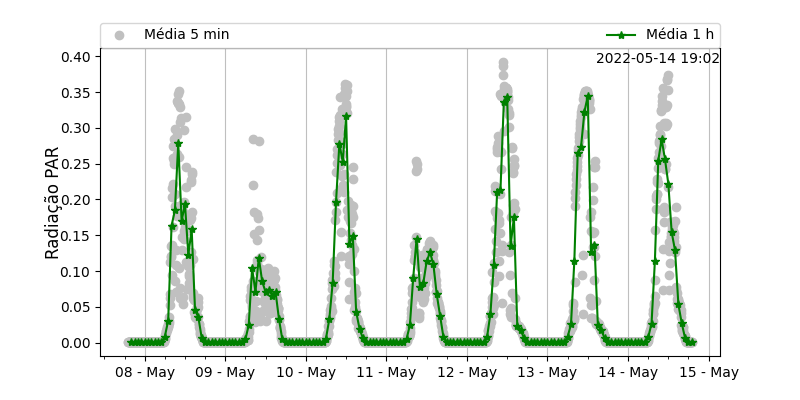 Média 5 min
Média 1 h
2022-05-14 19:02
Radiação PAR
0.40
0.35
0.30
0.25
0.20
0.15
0.10
0.05
0.00
08 - May
09 - May
10 - May
11 - May
12 - May
13 - May
14 - May
15 - May